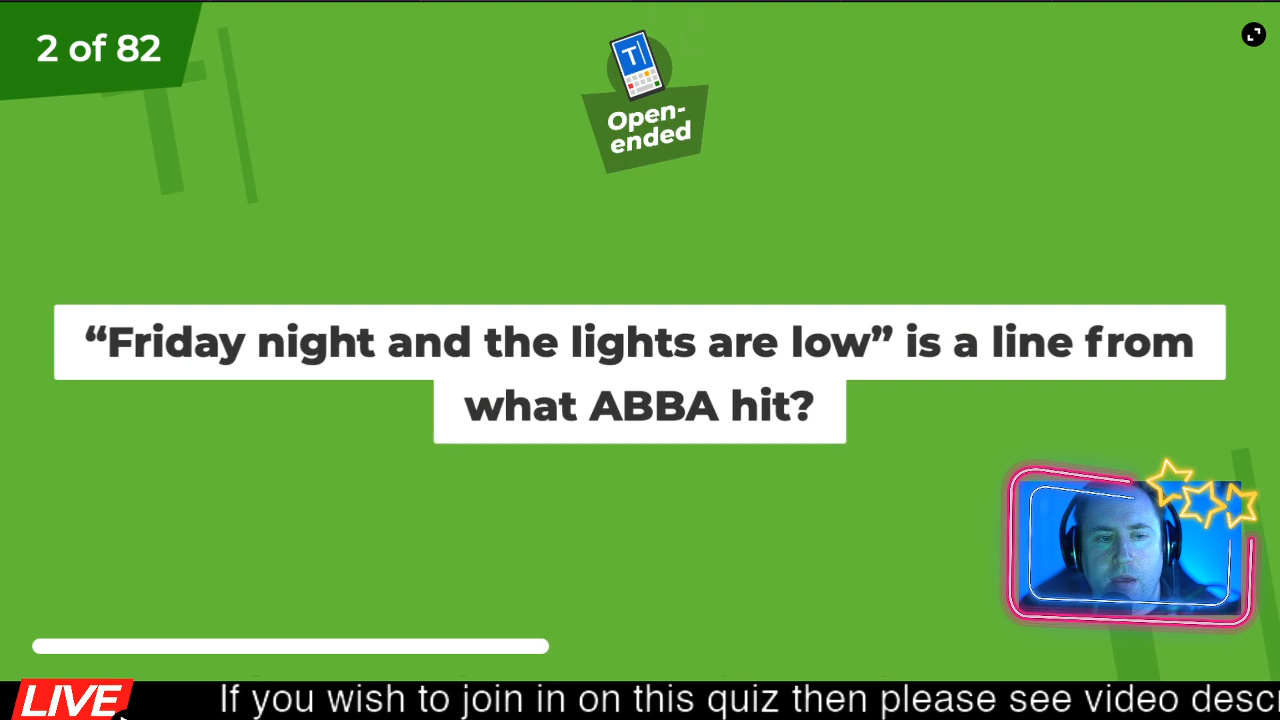 2 of 82
T
Open-
ended
“Friday night and the lights are low” is a line from
what ABBA hit?
LIVE
If you wish to join in on this quiz then please see video descr